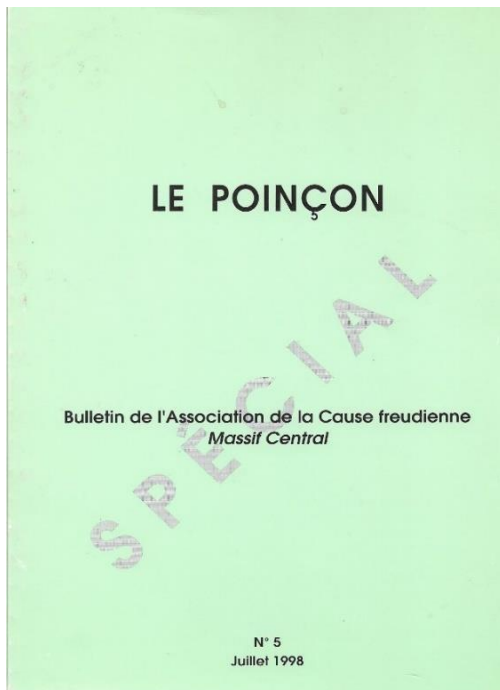 LE POINÇON
SPÉCIAL
Bulletin de l'Association de la Cause freudienne
Massif Central
N° 5
Juillet 1998